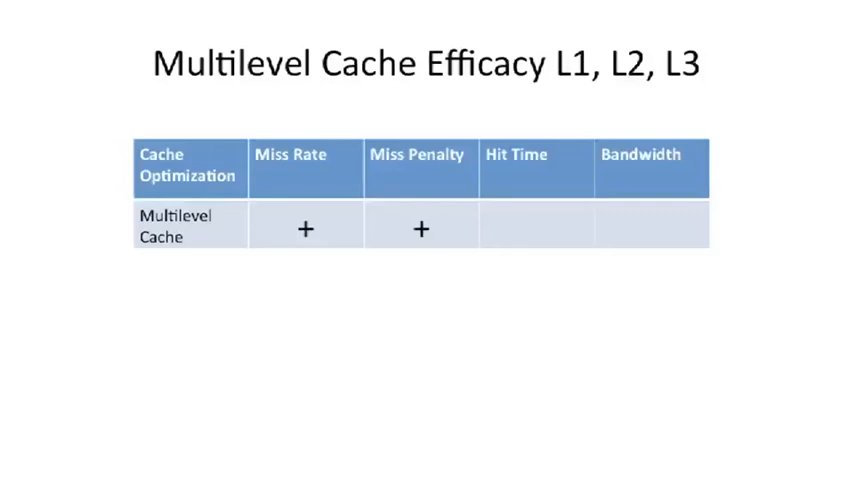 Multilevel Cache Efficacy L1, L2, L3
Cache Optimization Miss Rate Miss Penalty Hit Time Bandwidth
Multilevel Cache + +